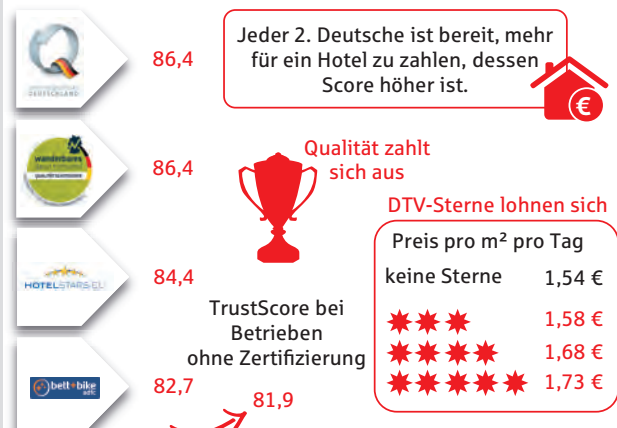 DEUTSCHLAND
86,4
Jeder 2. Deutsche ist bereit, mehr
für ein Hotel zu zahlen, dessen
Score höher ist.
€
wanderbares
86,4
Qualität zahlt
sich aus
HOTELSTARS.EU
84,4
TrustScore bei
Betrieben
ohne Zertifizierung
81,9
bett+bike
adfc
82,7
DTV-Sterne lohnen sich
Preis pro m² pro Tag
keine Sterne 1,54 €
1,58 €
1,68 €
1,73 €